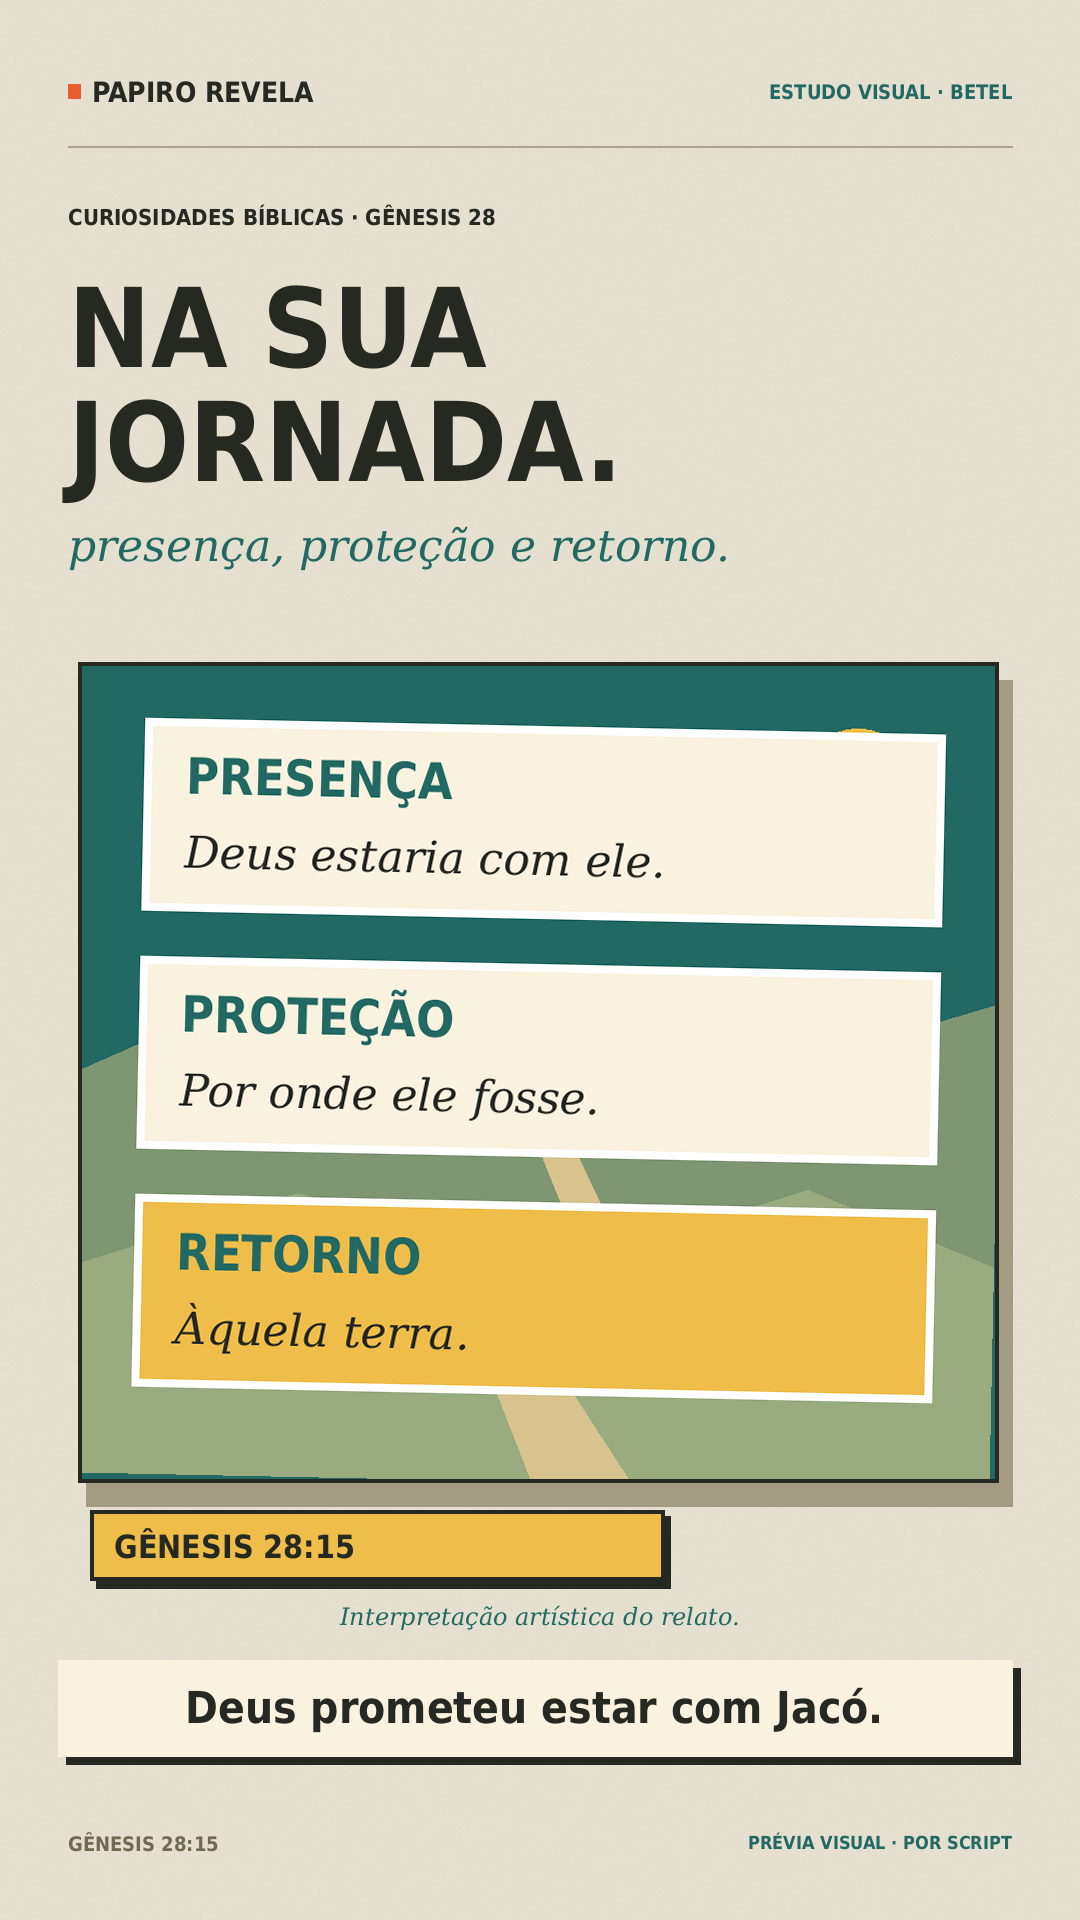 PAPIRO REVELA
ESTUDO VISUAL · BETEL
CURIOSIDADES BÍBLICAS · GÊNESIS 28
NA SUA
JORNADA.
presença, proteção e retorno.
PRESENÇA
Deus estaria com ele.
PROTEÇÃO
Por onde ele fosse.
RETORNO
Àquela terra.
GÊNESIS 28:15
Interpretação artística do relato.
Deus prometeu estar com Jacó.
GÊNESIS 28:15
PRÉVIA VISUAL · POR SCRIPT